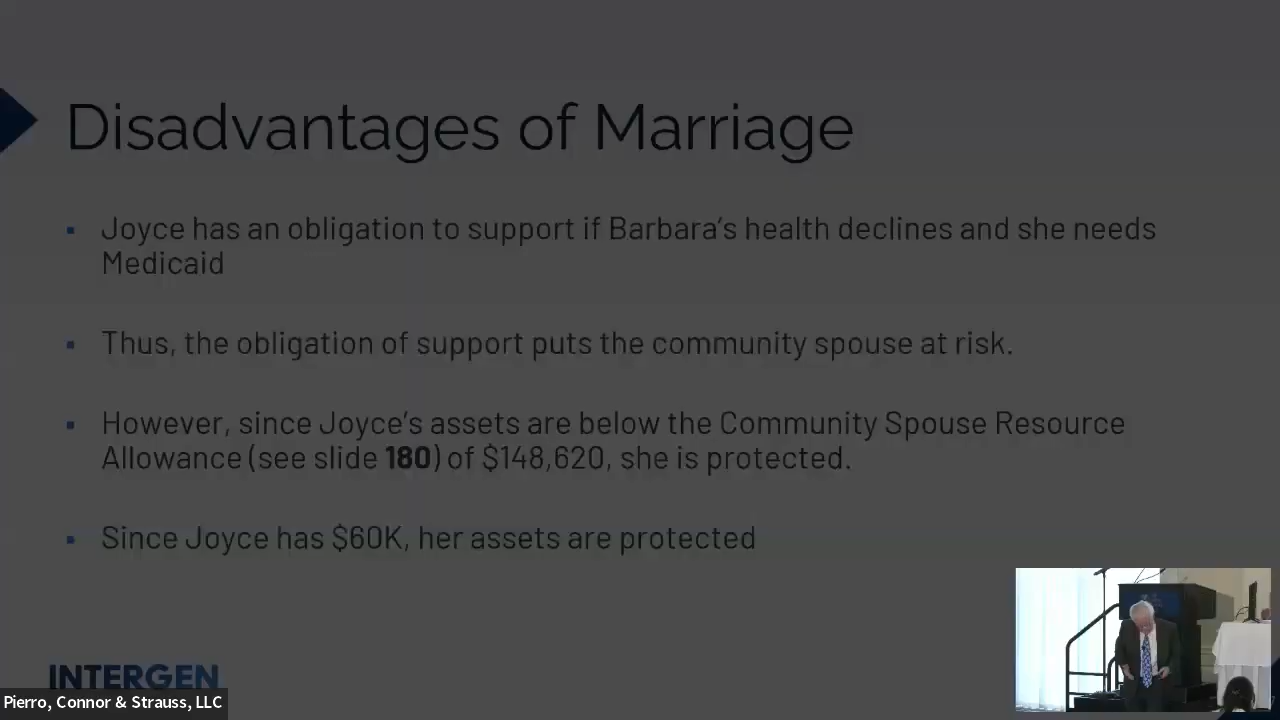 Disadvantages of Marriage
▪ Joyce has an obligation to support if Barbara's health declines and she needs
Medicaid
▪ Thus, the obligation of support puts the community spouse at risk.
▪ However, since Joyce's assets are below the Community Spouse Resource
Allowance (see slide 180) of $148,620, she is protected.
▪ Since Joyce has $60K, her assets are protected
INTERGEN
Pierro, Connor & Strauss, LLC